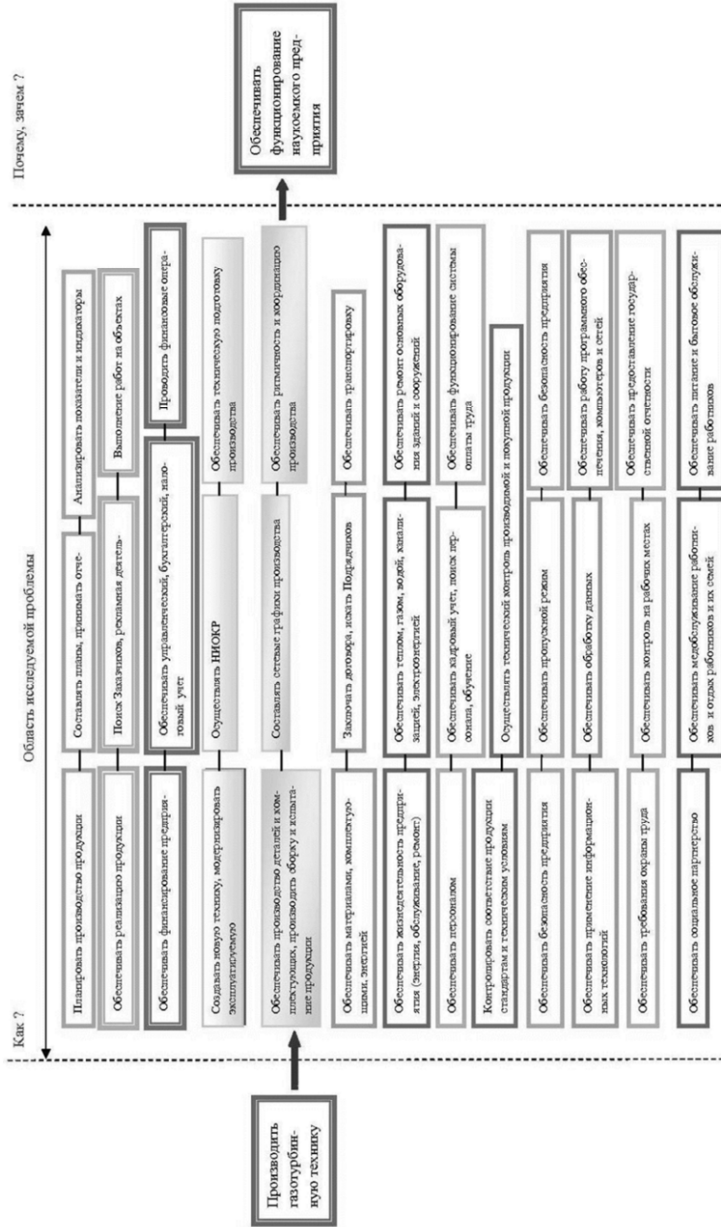 Как ?
Область исследуемой проблемы
Почему, зачем ?
Производить
газотурбин-
ную технику
Планировать производство продукции
Составлять планы, принимать отче-
Анализировать показатели и индикаторы
Обеспечивать реализацию продукции
Поиск Заказчиков, рекламная деятель-
Выполнение работ на объектах
Обеспечивать финансирование предприя-
Обеспечивать управленческий, бухгалтерский, нало-
говый учет
Проводить финансовые опера-
Создавать новую технику, модернизировать
эксплуатируемую
Осуществлять НИОКР
Обеспечивать техническую подготовку
производства
Обеспечивать производство деталей и ком-
плектующих, производить сборку и испыта-
ние продукции
Составлять сетевые графики производства
Обеспечивать ритмичность и координацию
производства
Обеспечивать материалами, комплектую-
щими, энергией
Заключать договора, искать Подрядчиков
Обеспечивать транспортировку
Обеспечивать жизнедеятельность предпри-
ятия (энергия, обслуживание, ремонт)
Обеспечивать теплом, газом, водой, канали-
зацией, электроэнергией
Обеспечивать ремонт основных оборудова-
ния зданий и сооружений
Обеспечивать персоналом
Обеспечивать кадровый учет, поиск пер-
сонала, обучение
Обеспечивать функционирование системы
оплаты труда
Контролировать соответствие продукции
стандартам и техническим условиям
Осуществлять технический контроль производимой и покупной продукции
Обеспечивать безопасность предприятия
Обеспечивать пропускной режим
Обеспечивать безопасность предприятия
Обеспечивать применение информацион-
ных технологий
Обеспечивать обработку данных
Обеспечивать работу программного обес-
печения, компьютеров и сетей
Обеспечивать требования охраны труда
Обеспечивать контроль на рабочих местах
Обеспечивать предоставление государ-
ственной отчетности
Обеспечивать социальное партнерство
Обеспечивать медобслуживание работни-
ков и отдых работников и их семей
Обеспечивать питание и бытовое обслужи-
вание работников
Обеспечивать
функционирование
наукоемкого пред-
приятия